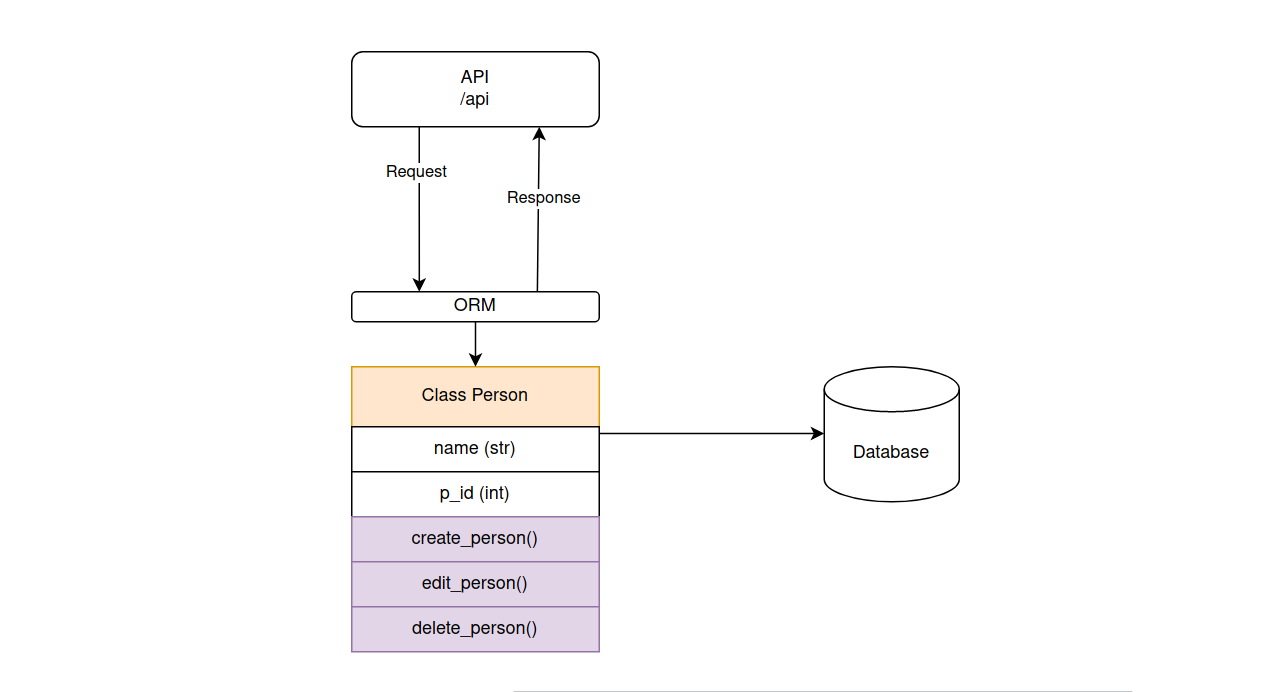 API
/api
Request
Response
ORM
Class Person
name (str)
p_id (int)
create_person()
edit_person()
delete_person()
Database